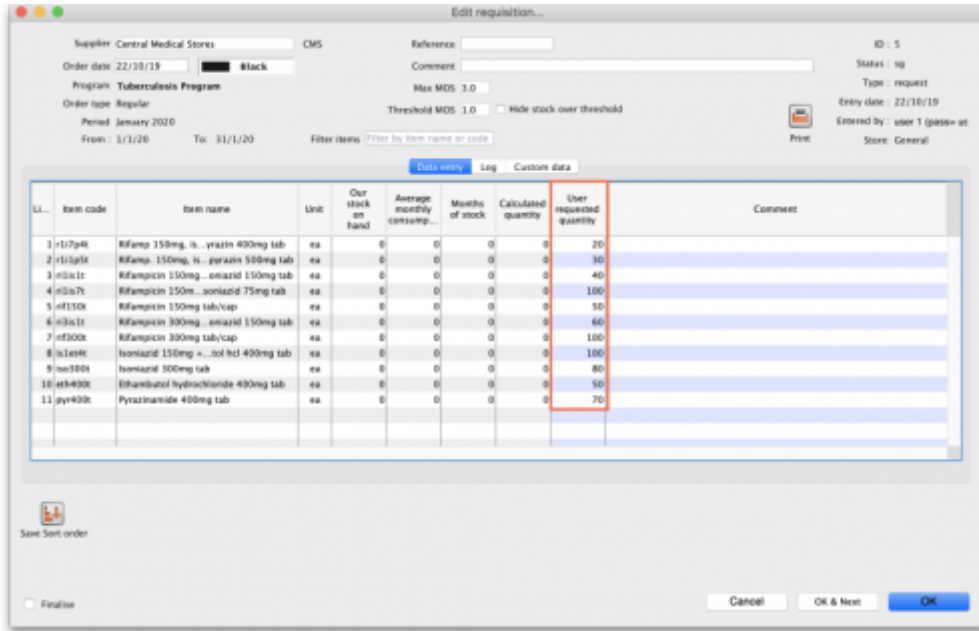 Edit requisition...
Supplier Central Medical Stores CMS Reference ID : 5
Order date 22/10/19 Black Comment Status : sg
Program Tuberculosis Program Max MOS 3.0 Type : request
Order type Regular Threshold MOS 1.0 Hide stock over threshold Entry date : 22/10/19
Period January 2020 Entered by : user 1 (pass=
From : 1/1/20 To: 31/1/20 Filter items Filter by item name or code Print Store: General
Data entry Log Custom data
Li... Item code Item name Unit Our stock on hand Average monthly consump... Months of stock Calculated quantity User requested quantity Comment
1 Rifamp 150mg, is...yrazin 400mg tab ea 0 0 0 0 20
2 Rifamp. 150mg, is...pyrazin 500mg tab ea 0 0 0 0 30
3 Rifampicin 150mg...oniazid 150mg tab ea 0 0 0 0 40
4 Rifampicin 150m...soniazid 75mg tab ea 0 0 0 0 100
5 rif150t Rifampicin 150mg tab/cap ea 0 0 0 0 50
6 Rifampicin 300mg...oniazid 150mg tab ea 0 0 0 0 60
7 rif300t Rifampicin 300mg tab/cap ea 0 0 0 0 100
8 Isoniazid 150mg +...tol hcl 400mg tab ea 0 0 0 0 100
9 iso300t Isoniazid 300mg tab ea 0 0 0 0 80
10 eth400t Ethambutol hydrochloride 400mg tab ea 0 0 0 0 50
11 pyr400t Pyrazinamide 400mg tab ea 0 0 0 0 70
Save Sort order
Finalise Cancel OK & Next OK